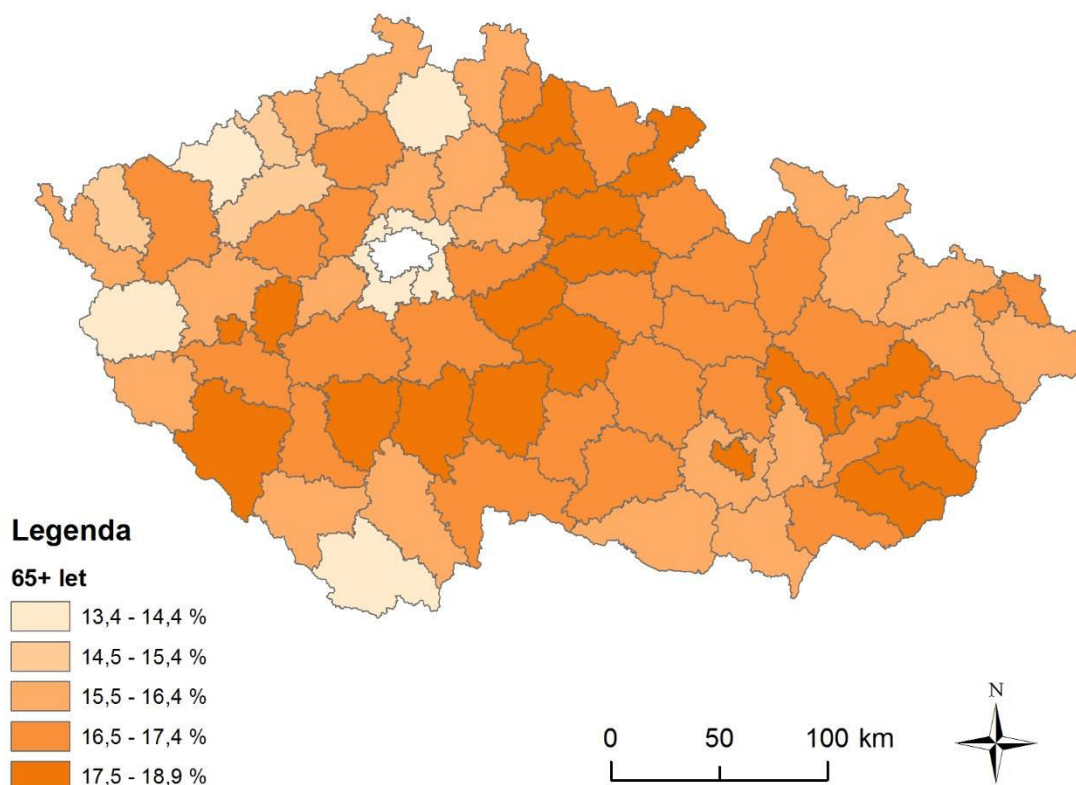 Legenda
65+ let
13,4 - 14,4 %
14,5 - 15,4 %
15,5 - 16,4 %
16,5 - 17,4 %
17,5 - 18,9 %
0 50 100 km
N